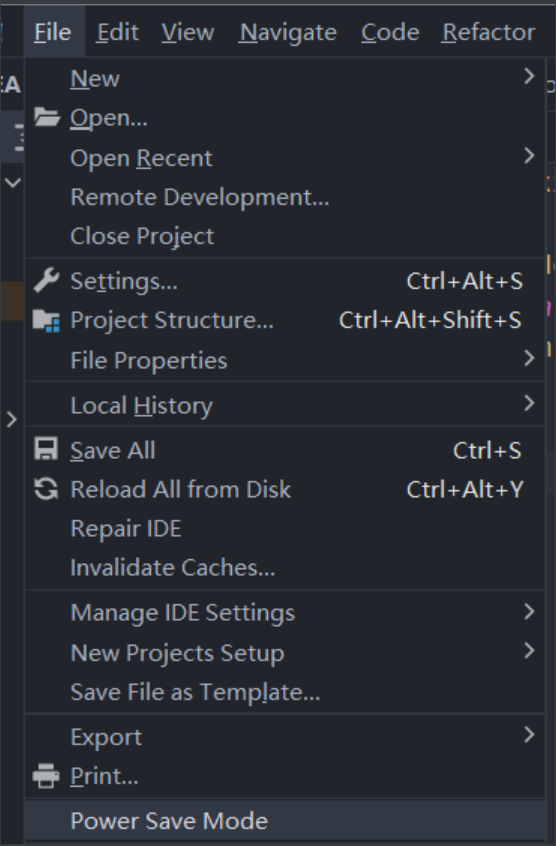 File Edit View Navigate Code Refactor
New
Open...
Open Recent
Remote Development...
Close Project
Settings... Ctrl+Alt+S
Project Structure... Ctrl+Alt+Shift+S
File Properties
Local History
Save All Ctrl+S
Reload All from Disk Ctrl+Alt+Y
Repair IDE
Invalidate Caches...
Manage IDE Settings
New Projects Setup
Save File as Template...
Export
Print...
Power Save Mode